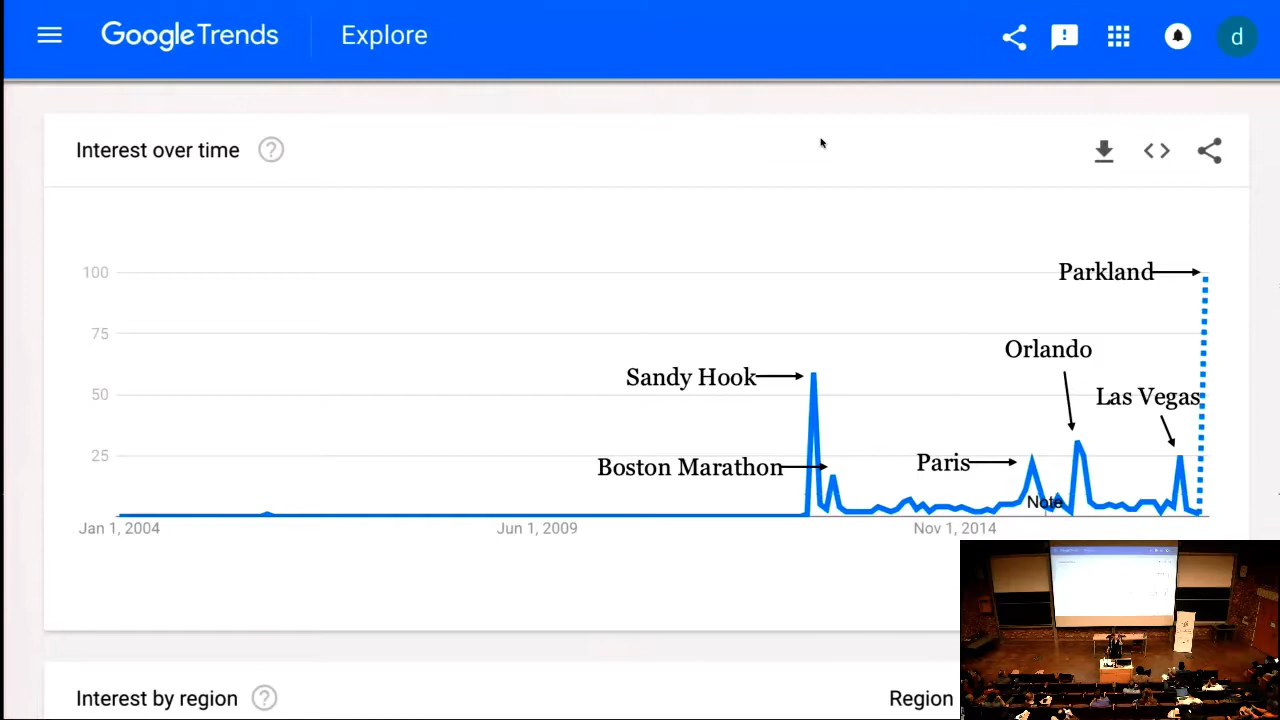 Google Trends Explore d
Interest over time ?
100
Parkland
75
Orlando
Sandy Hook
50
Las Vegas
25
Boston Marathon
Paris
Note
Jan 1, 2004 Jun 1, 2009 Nov 1, 2014
Interest by region ? Region